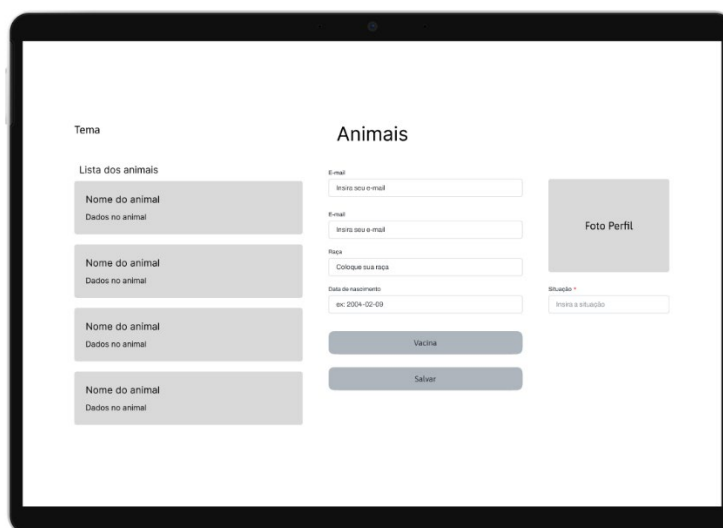 Tema
Animais
Lista dos animais
Nome do animal
Dados no animal
Nome do animal
Dados no animal
Nome do animal
Dados no animal
Nome do animal
Dados no animal
E-mail
Insira seu e-mail
E-mail
Insira seu e-mail
Raça
Coloque sua raça
Data de nascimento
ex: 2004-02-09
Vacina
Salvar
Foto Perfil
Situação *
Insira a situação